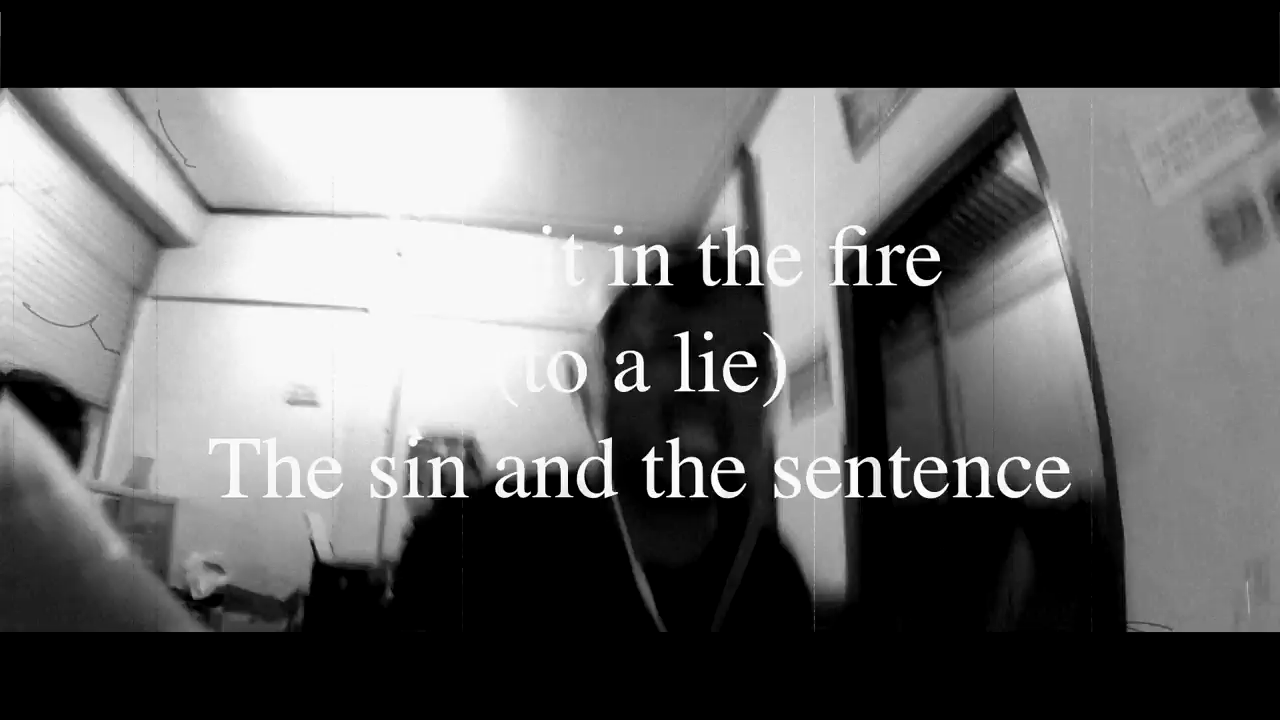 it in the fire
(to a lie)
The sin and the sentence